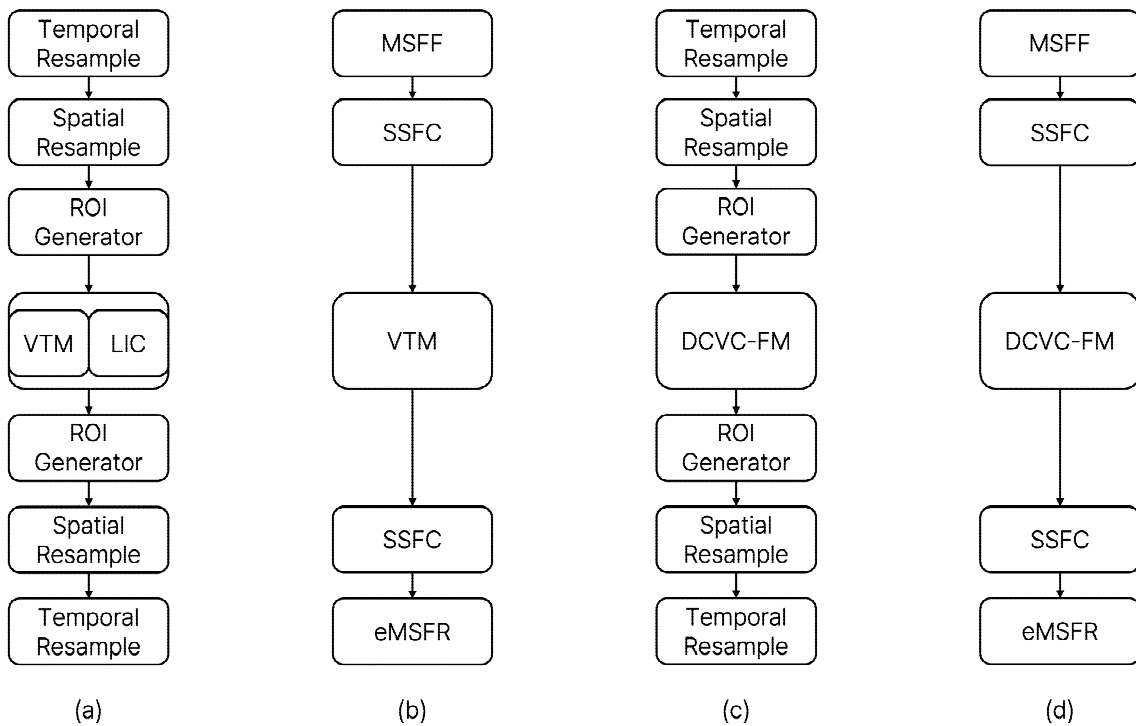 Temporal
Resample
Spatial
Resample
ROI
Generator
VTM
LIC
ROI
Generator
Spatial
Resample
Temporal
Resample
(a)
MSFF
SSFC
VTM
SSFC
eMSFR
(b)
Temporal
Resample
Spatial
Resample
ROI
Generator
DCVC-FM
ROI
Generator
Spatial
Resample
Temporal
Resample
(c)
MSFF
SSFC
DCVC-FM
SSFC
eMSFR
(d)